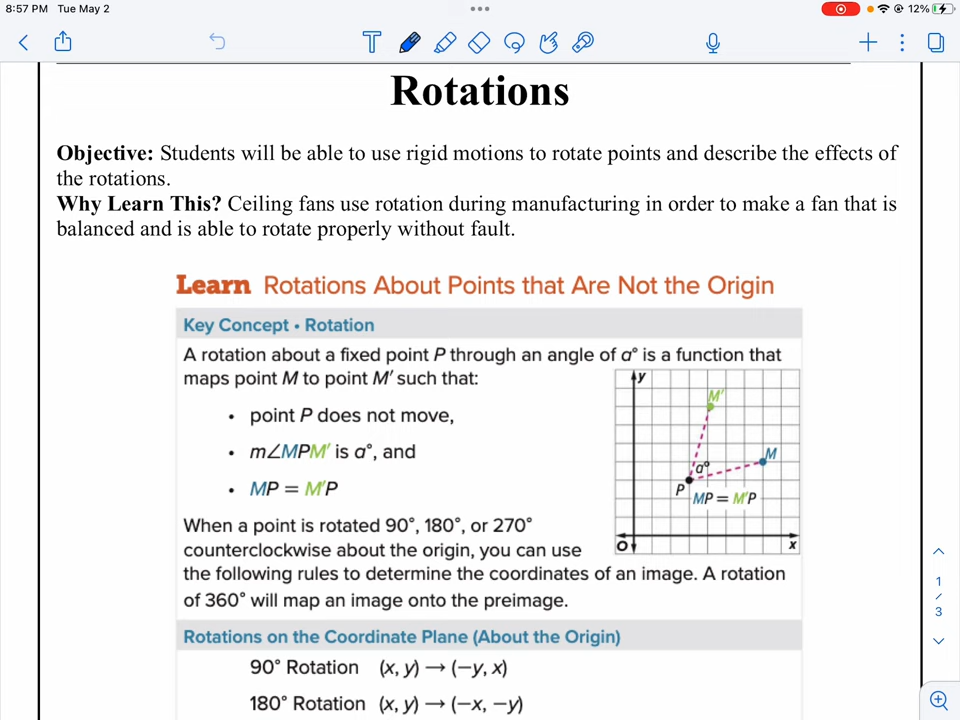 8:57 PM Tue May 2
12%
T
Rotations
Objective: Students will be able to use rigid motions to rotate points and describe the effects of
the rotations.
Why Learn This? Ceiling fans use rotation during manufacturing in order to make a fan that is
balanced and is able to rotate properly without fault.
Learn Rotations About Points that Are Not the Origin
Key Concept • Rotation
A rotation about a fixed point P through an angle of a° is a function that
maps point M to point M′ such that:
• point P does not move,
• m∠MPM′ is a°, and
• MP = M′P
y
M′
M
a°
P
MP = M′P
O
x
When a point is rotated 90°, 180°, or 270°
counterclockwise about the origin, you can use
the following rules to determine the coordinates of an image. A rotation
of 360° will map an image onto the preimage.
Rotations on the Coordinate Plane (About the Origin)
90° Rotation (x, y) → (−y, x)
180° Rotation (x, y) → (−x, −y)
1
/
3